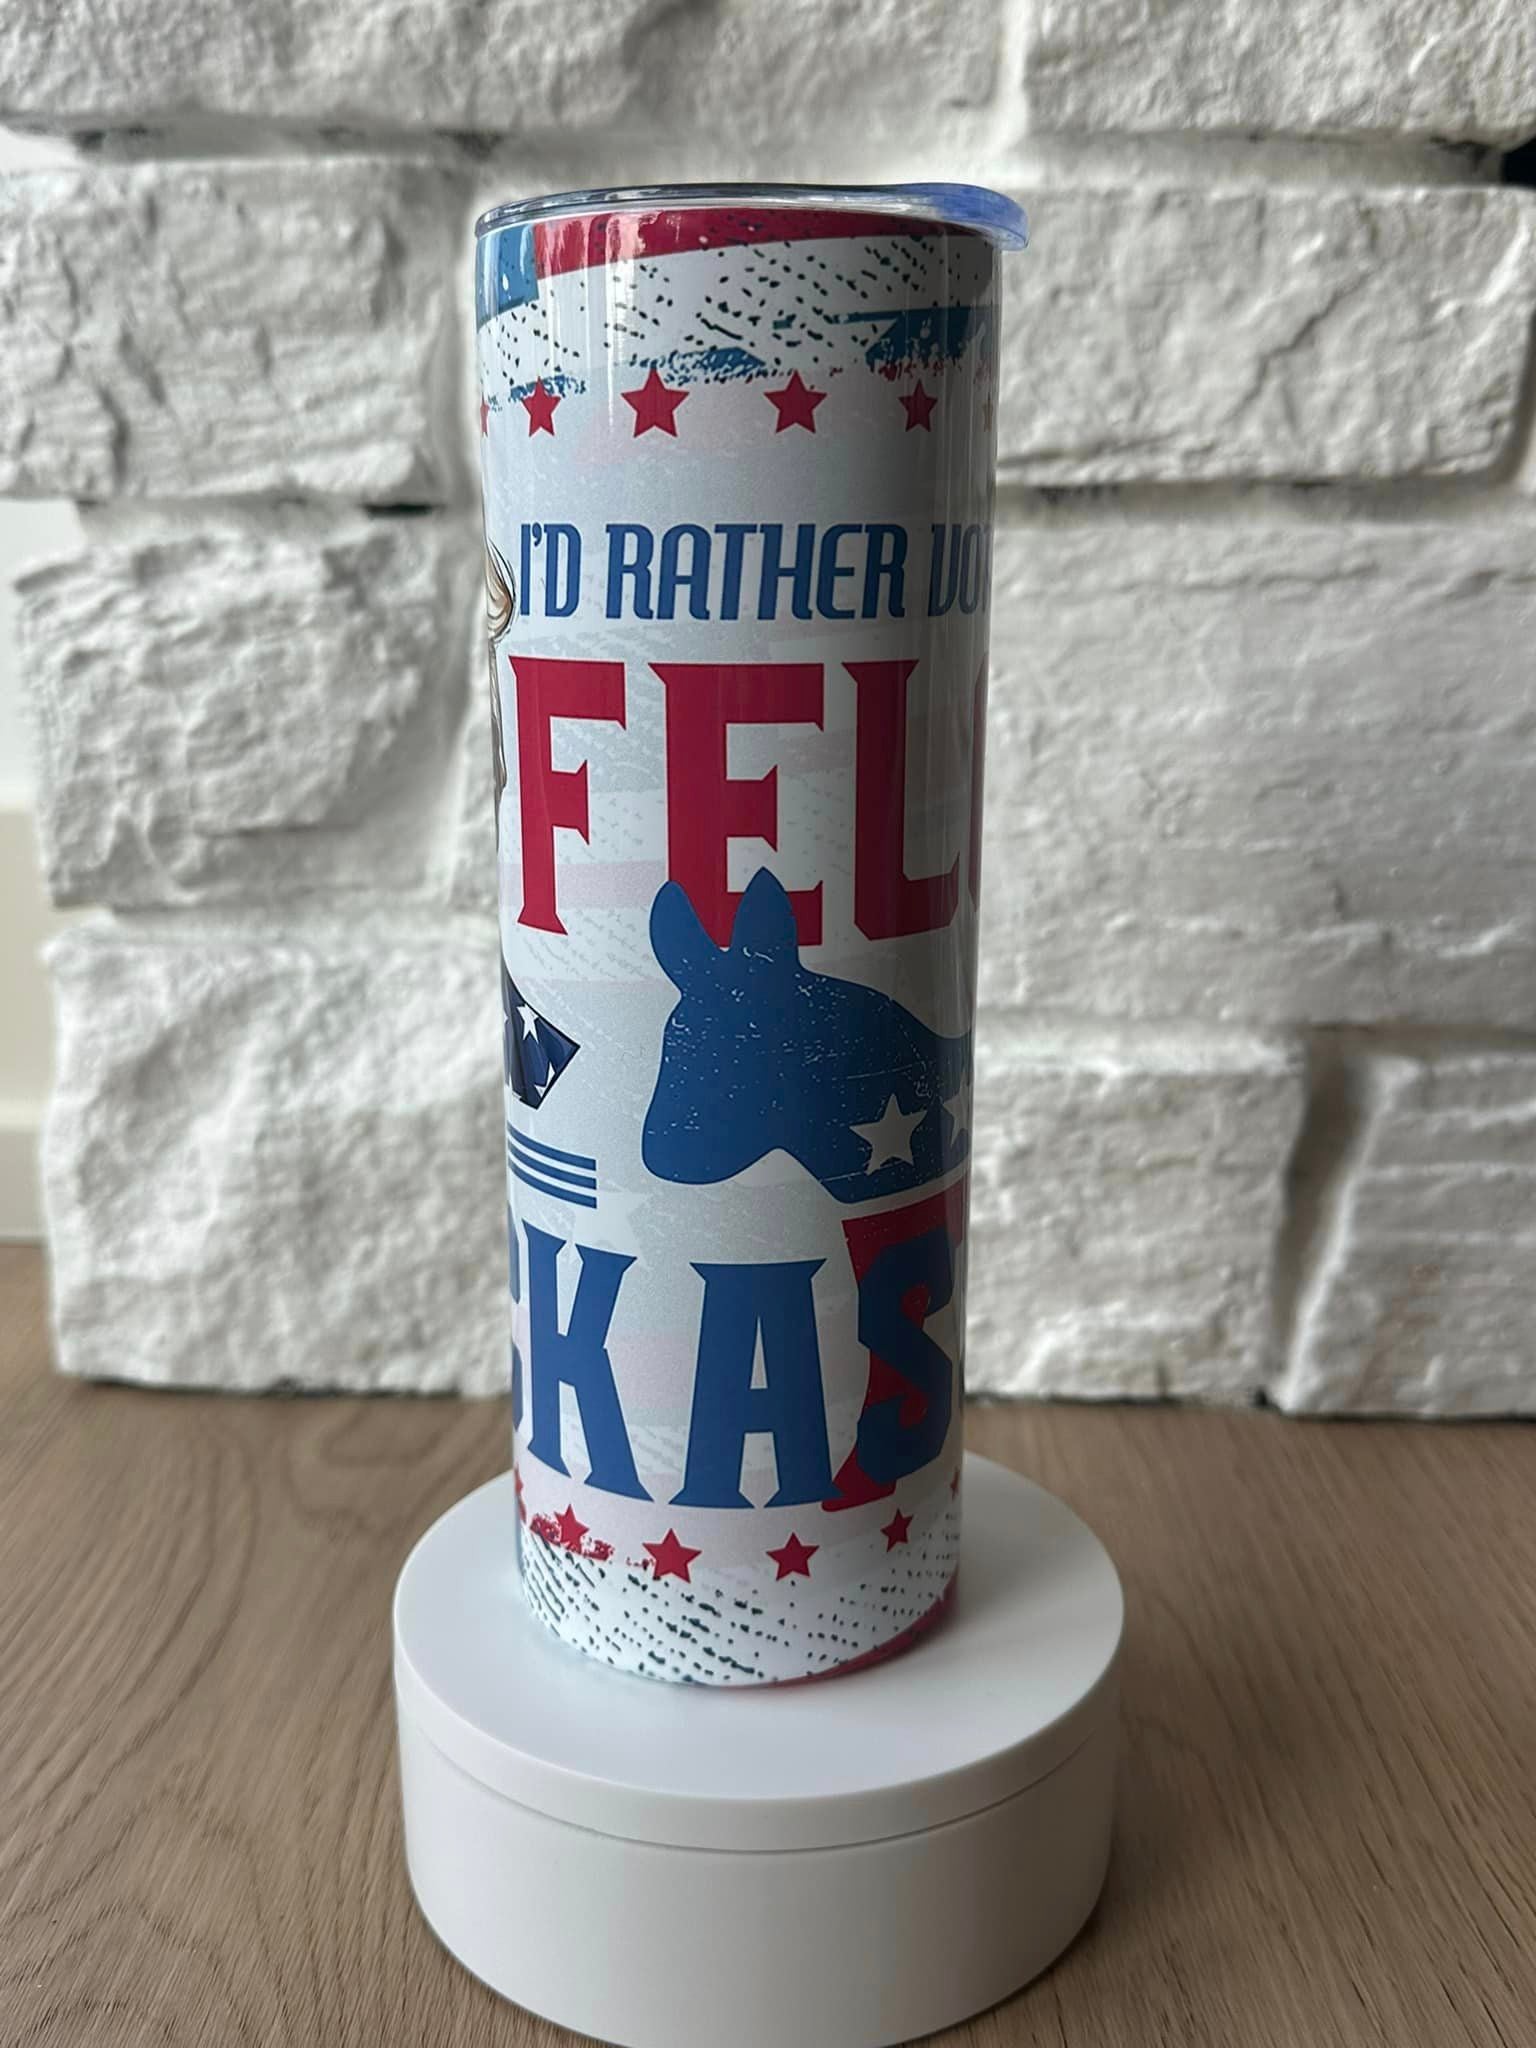 I'D RATHER VOT
FEL
KAS